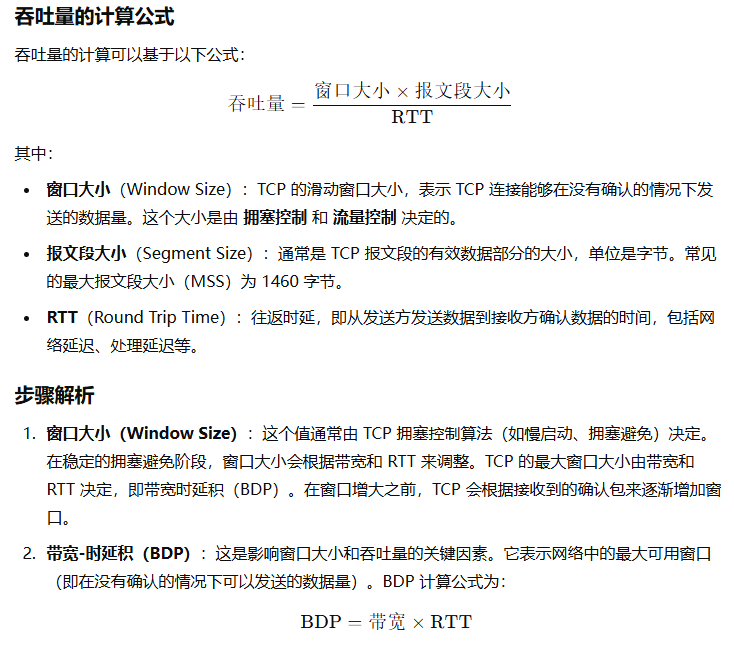 吞吐量的计算公式
吞吐量的计算可以基于以下公式：
吞吐量 = 窗口大小 × 报文段大小 / RTT
其中：
• 窗口大小（Window Size）：TCP 的滑动窗口大小，表示 TCP 连接能够在没有确认的情况下发
送的数据量。这个大小是由 拥塞控制 和 流量控制 决定的。
• 报文段大小（Segment Size）：通常是 TCP 报文段的有效数据部分的大小，单位是字节。常见
的最大报文段大小（MSS）为 1460 字节。
• RTT（Round Trip Time）：往返时延，即从发送方发送数据到接收方确认数据的时间，包括网
络延迟、处理延迟等。
步骤解析
1. 窗口大小（Window Size）：这个值通常由 TCP 拥塞控制算法（如慢启动、拥塞避免）决定。
在稳定的拥塞避免阶段，窗口大小会根据带宽和 RTT 来调整。TCP 的最大窗口大小由带宽和
RTT 决定，即带宽时延积（BDP）。在窗口增大之前，TCP 会根据接收到的确认包来逐渐增加窗
口。
2. 带宽-时延积（BDP）：这是影响窗口大小和吞吐量的关键因素。它表示网络中的最大可用窗口
（即在没有确认的情况下可以发送的数据量）。BDP 计算公式为：
BDP = 带宽 × RTT